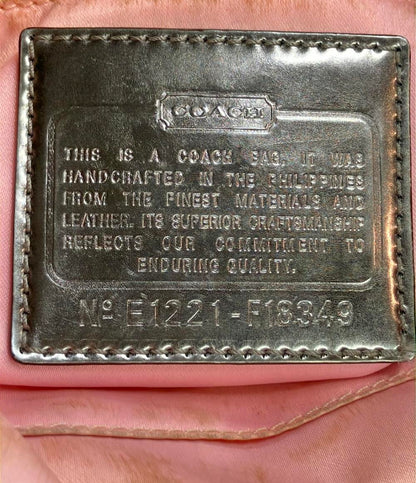 COACH
THIS IS A COACH BAG. IT WAS
HANDCRAFTED IN THE PHILIPPINES
FROM THE FINEST MATERIALS AND
LEATHER. ITS SUPERIOR CRAFTSMANSHIP
REFLECTS OUR COMMITMENT TO
ENDURING QUALITY.
Nº E1221-F18349